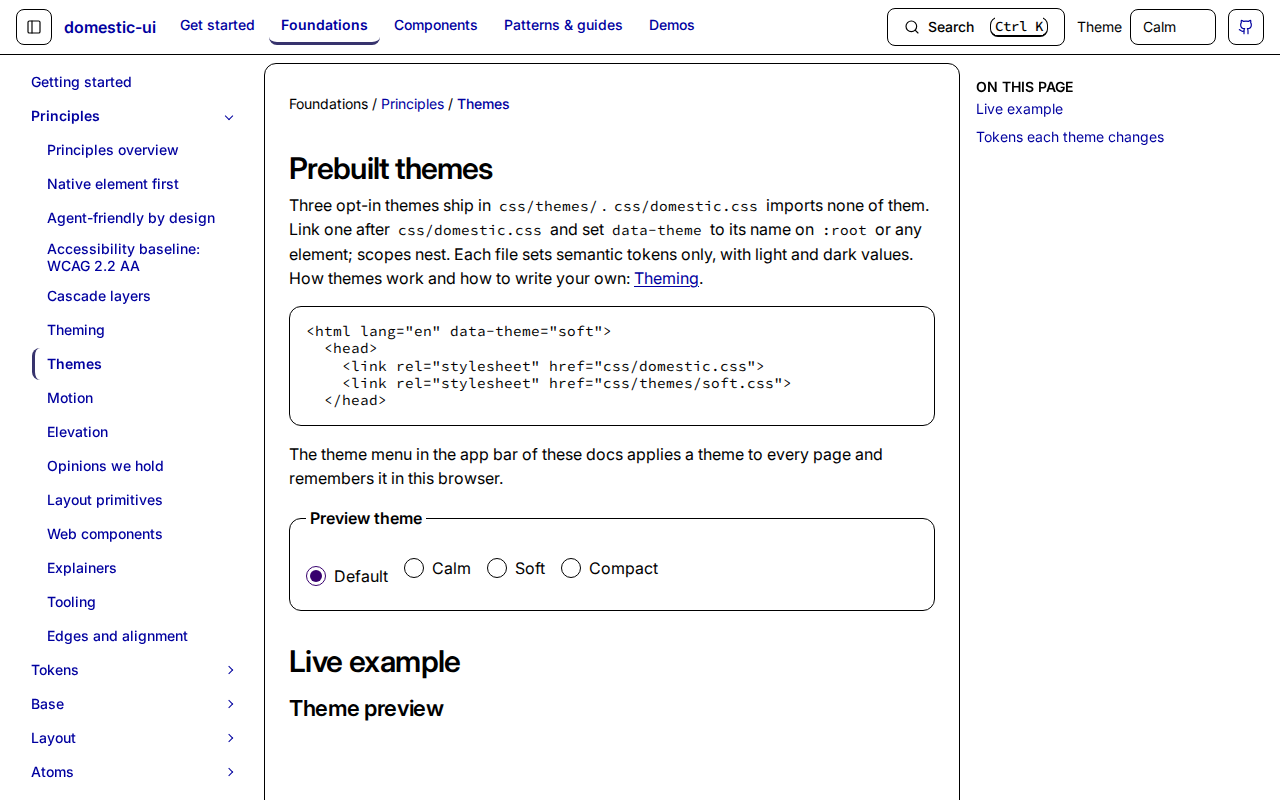 domestic-ui
Get started
Foundations
Components
Patterns & guides
Demos
Search Ctrl K
Theme Calm
Getting started
Principles
Principles overview
Native element first
Agent-friendly by design
Accessibility baseline:
WCAG 2.2 AA
Cascade layers
Theming
Themes
Motion
Elevation
Opinions we hold
Layout primitives
Web components
Explainers
Tooling
Edges and alignment
Tokens
Base
Layout
Atoms
Foundations / Principles / Themes
Prebuilt themes
Three opt-in themes ship in css/themes/. css/domestic.css imports none of them.
Link one after css/domestic.css and set data-theme to its name on :root or any
element; scopes nest. Each file sets semantic tokens only, with light and dark values.
How themes work and how to write your own: Theming.
<html lang="en" data-theme="soft">
  <head>
    <link rel="stylesheet" href="css/domestic.css">
    <link rel="stylesheet" href="css/themes/soft.css">
  </head>
The theme menu in the app bar of these docs applies a theme to every page and
remembers it in this browser.
Preview theme
Default Calm Soft Compact
Live example
Theme preview
ON THIS PAGE
Live example
Tokens each theme changes